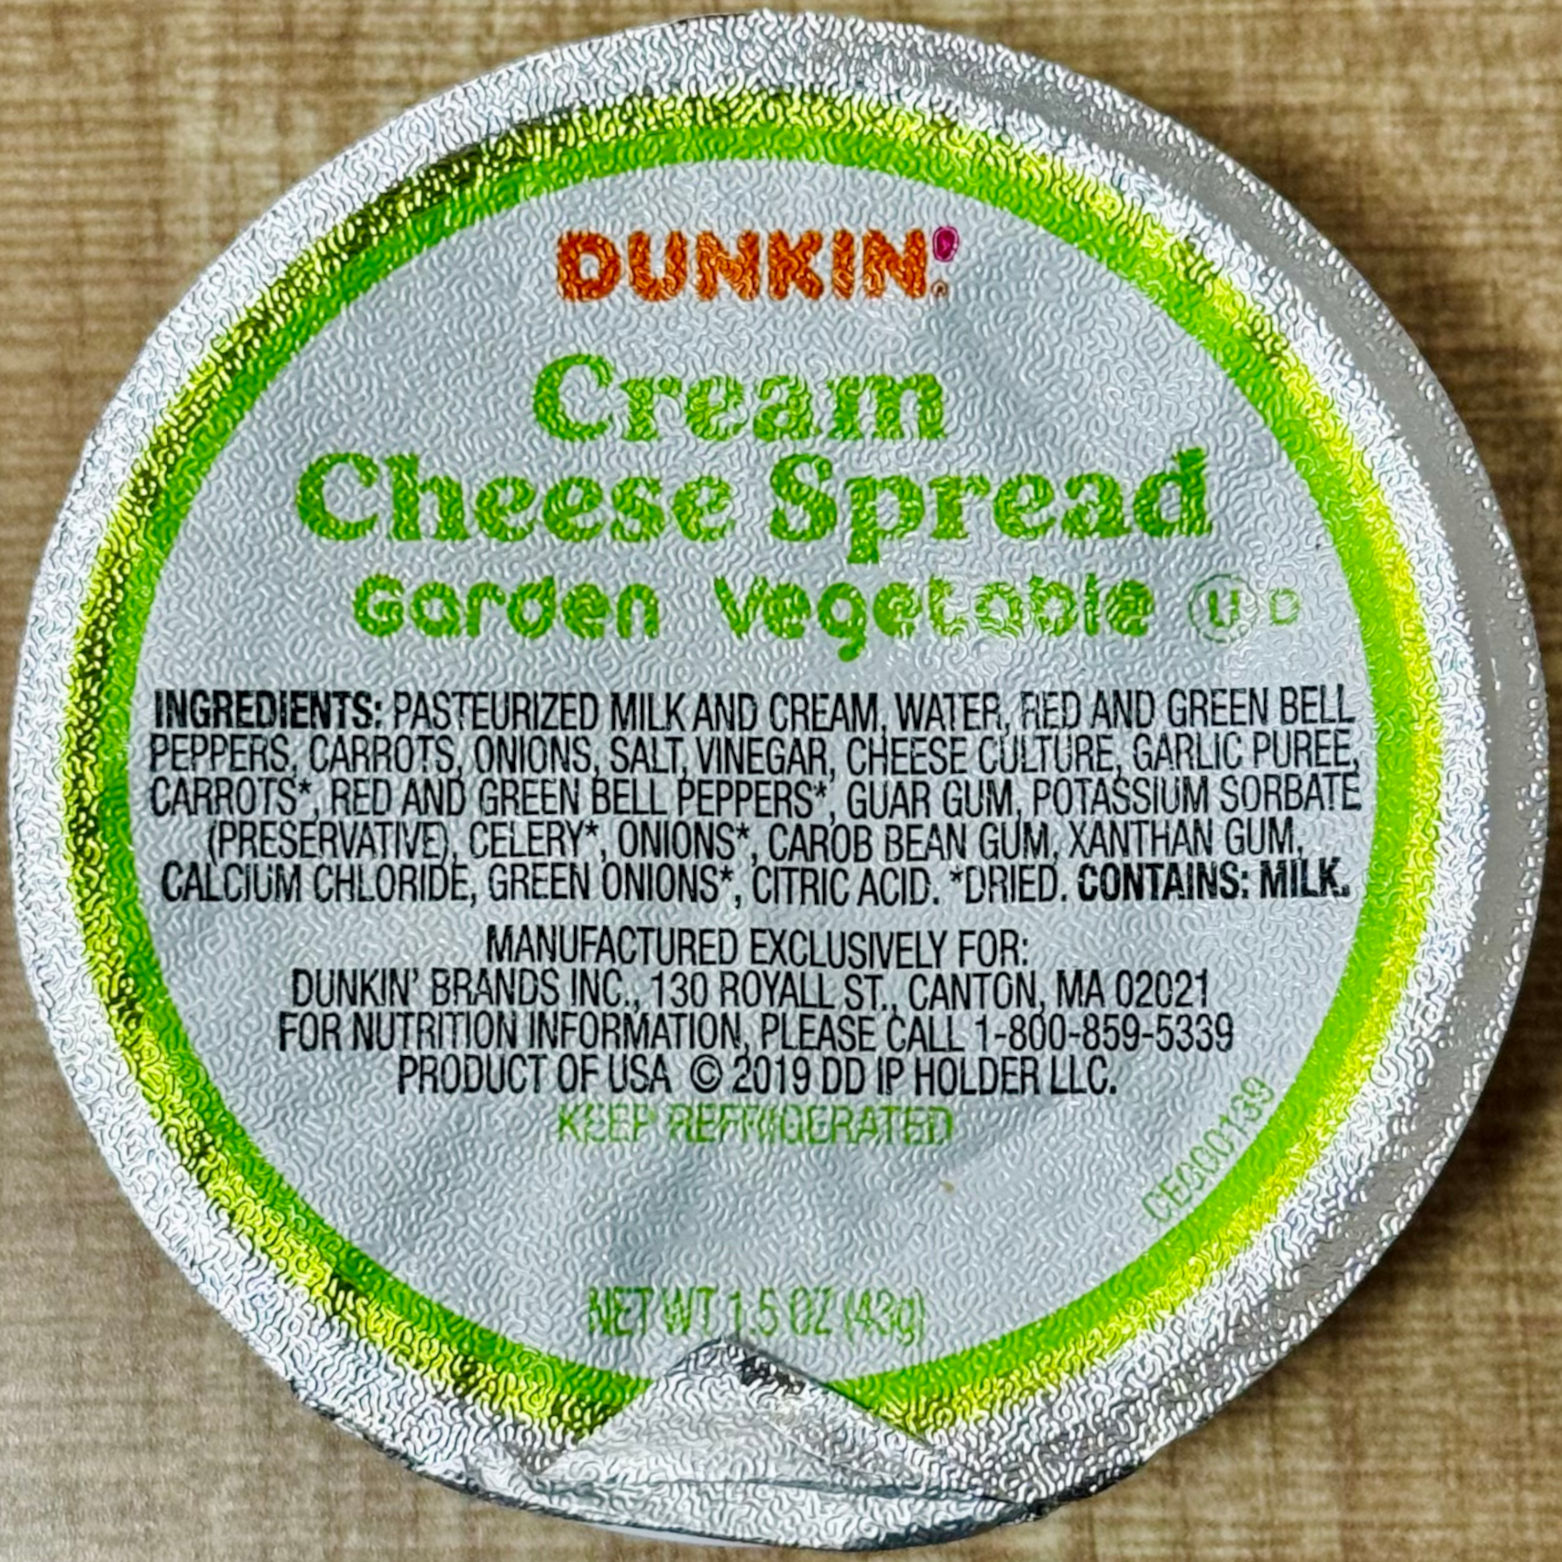 DUNKIN'®
Cream
Cheese Spread
Garden Vegetable Ⓤ D
INGREDIENTS: PASTEURIZED MILK AND CREAM, WATER, RED AND GREEN BELL
PEPPERS, CARROTS, ONIONS, SALT, VINEGAR, CHEESE CULTURE, GARLIC PUREE,
CARROTS*, RED AND GREEN BELL PEPPERS*, GUAR GUM, POTASSIUM SORBATE
(PRESERVATIVE), CELERY*, ONIONS*, CAROB BEAN GUM, XANTHAN GUM,
CALCIUM CHLORIDE, GREEN ONIONS*, CITRIC ACID. *DRIED. CONTAINS: MILK.
MANUFACTURED EXCLUSIVELY FOR:
DUNKIN' BRANDS INC., 130 ROYALL ST., CANTON, MA 02021
FOR NUTRITION INFORMATION, PLEASE CALL 1-800-859-5339
PRODUCT OF USA © 2019 DD IP HOLDER LLC.
KEEP REFRIGERATED
NET WT 1.5 OZ (43g)